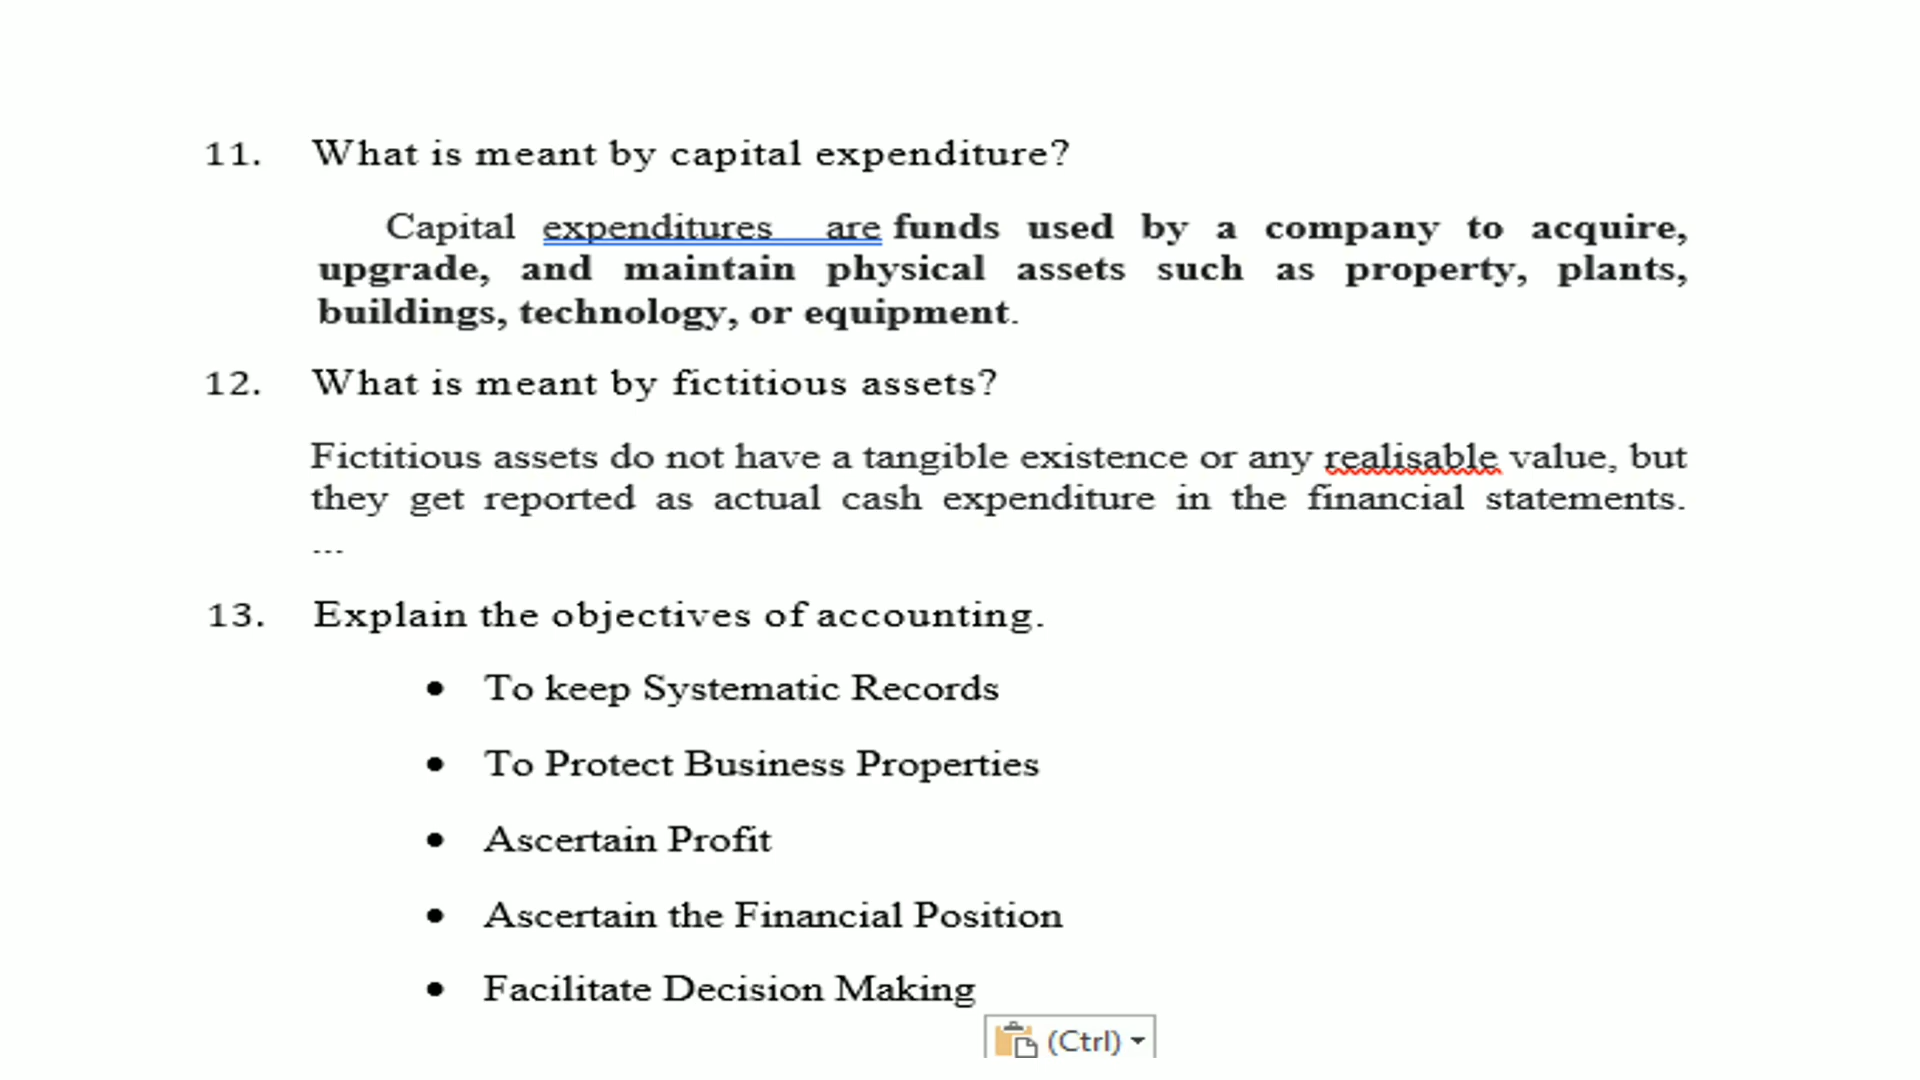 11. What is meant by capital expenditure?
Capital expenditures are funds used by a company to acquire,
upgrade, and maintain physical assets such as property, plants,
buildings, technology, or equipment.
12. What is meant by fictitious assets?
Fictitious assets do not have a tangible existence or any realisable value, but
they get reported as actual cash expenditure in the financial statements.
...
13. Explain the objectives of accounting.
• To keep Systematic Records
• To Protect Business Properties
• Ascertain Profit
• Ascertain the Financial Position
• Facilitate Decision Making
(Ctrl)